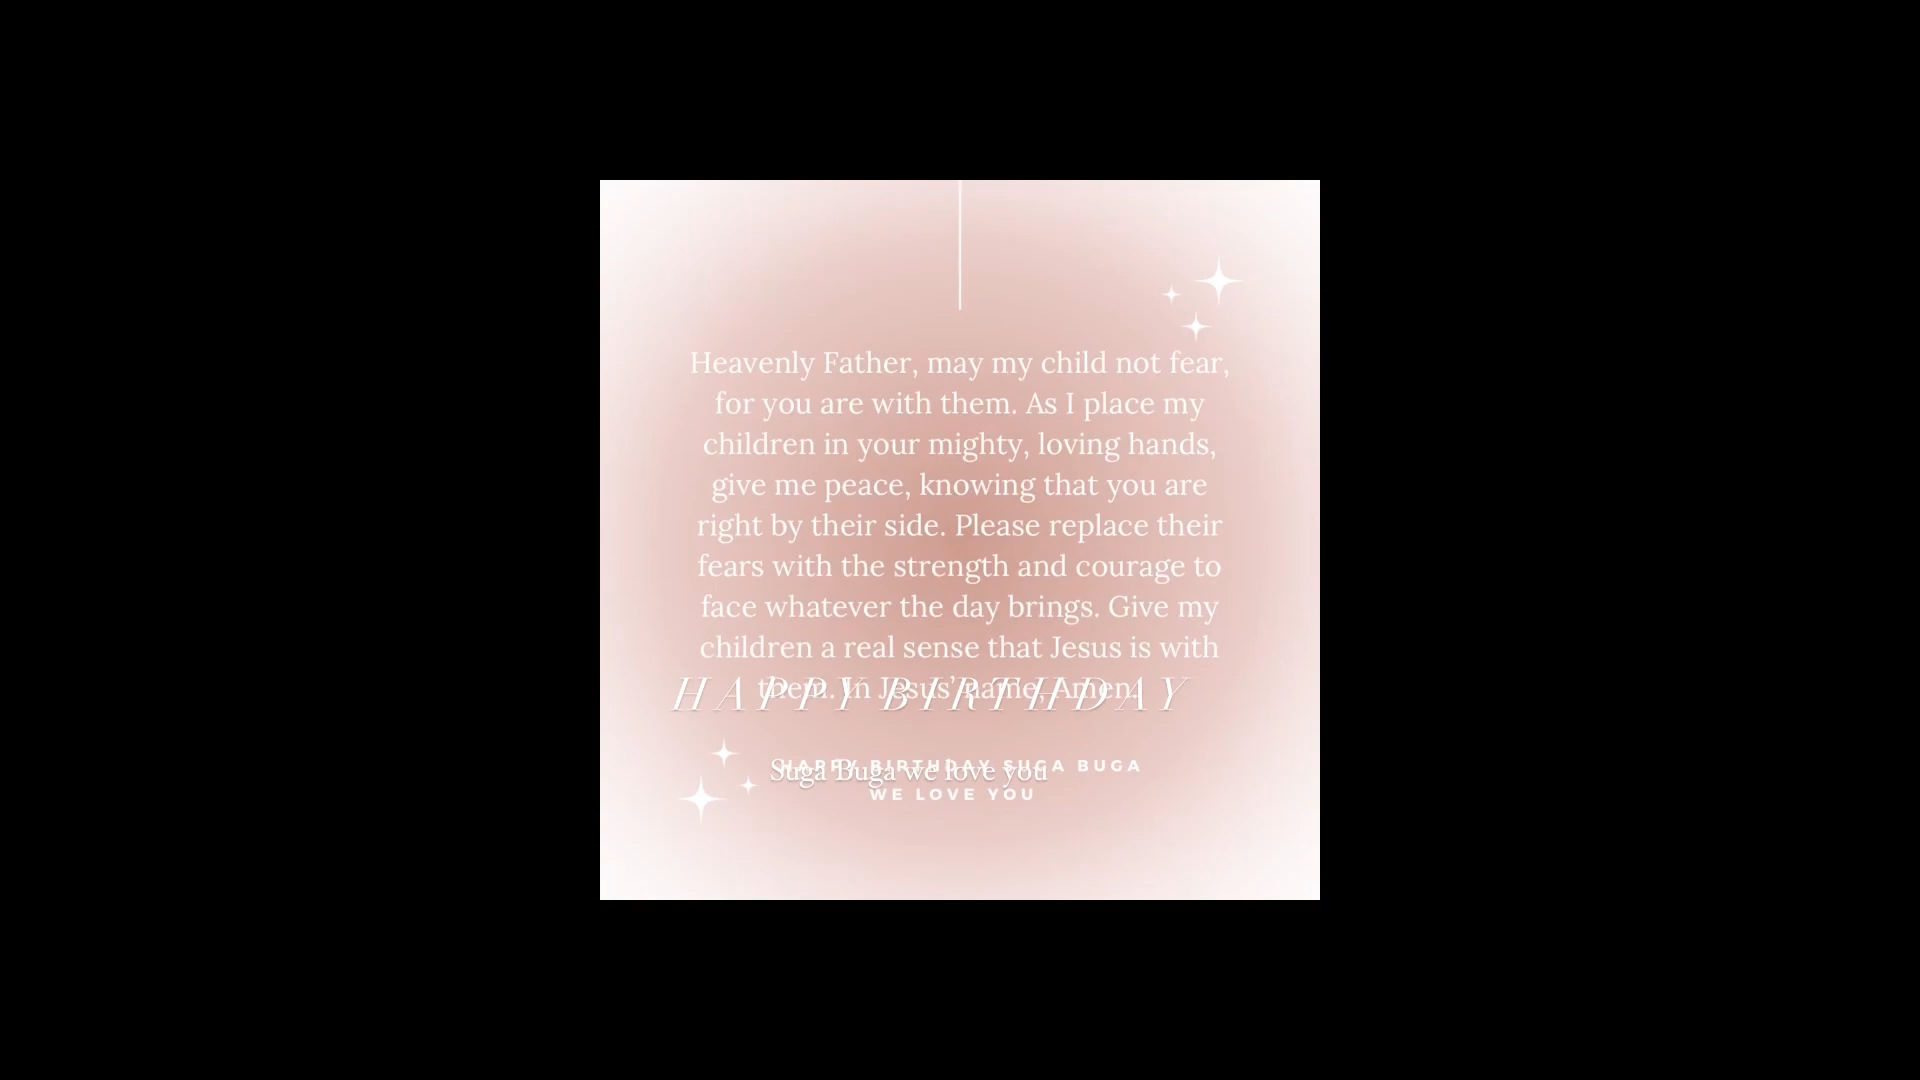 Heavenly Father, may my child not fear,
for you are with them. As I place my
children in your mighty, loving hands,
give me peace, knowing that you are
right by their side. Please replace their
fears with the strength and courage to
face whatever the day brings. Give my
children a real sense that Jesus is with
them. In Jesus’ name, Amen.
HAPPY BIRTHDAY
HAPPY BIRTHDAY SUGA BUGA
Suga Buga we love you
WE LOVE YOU